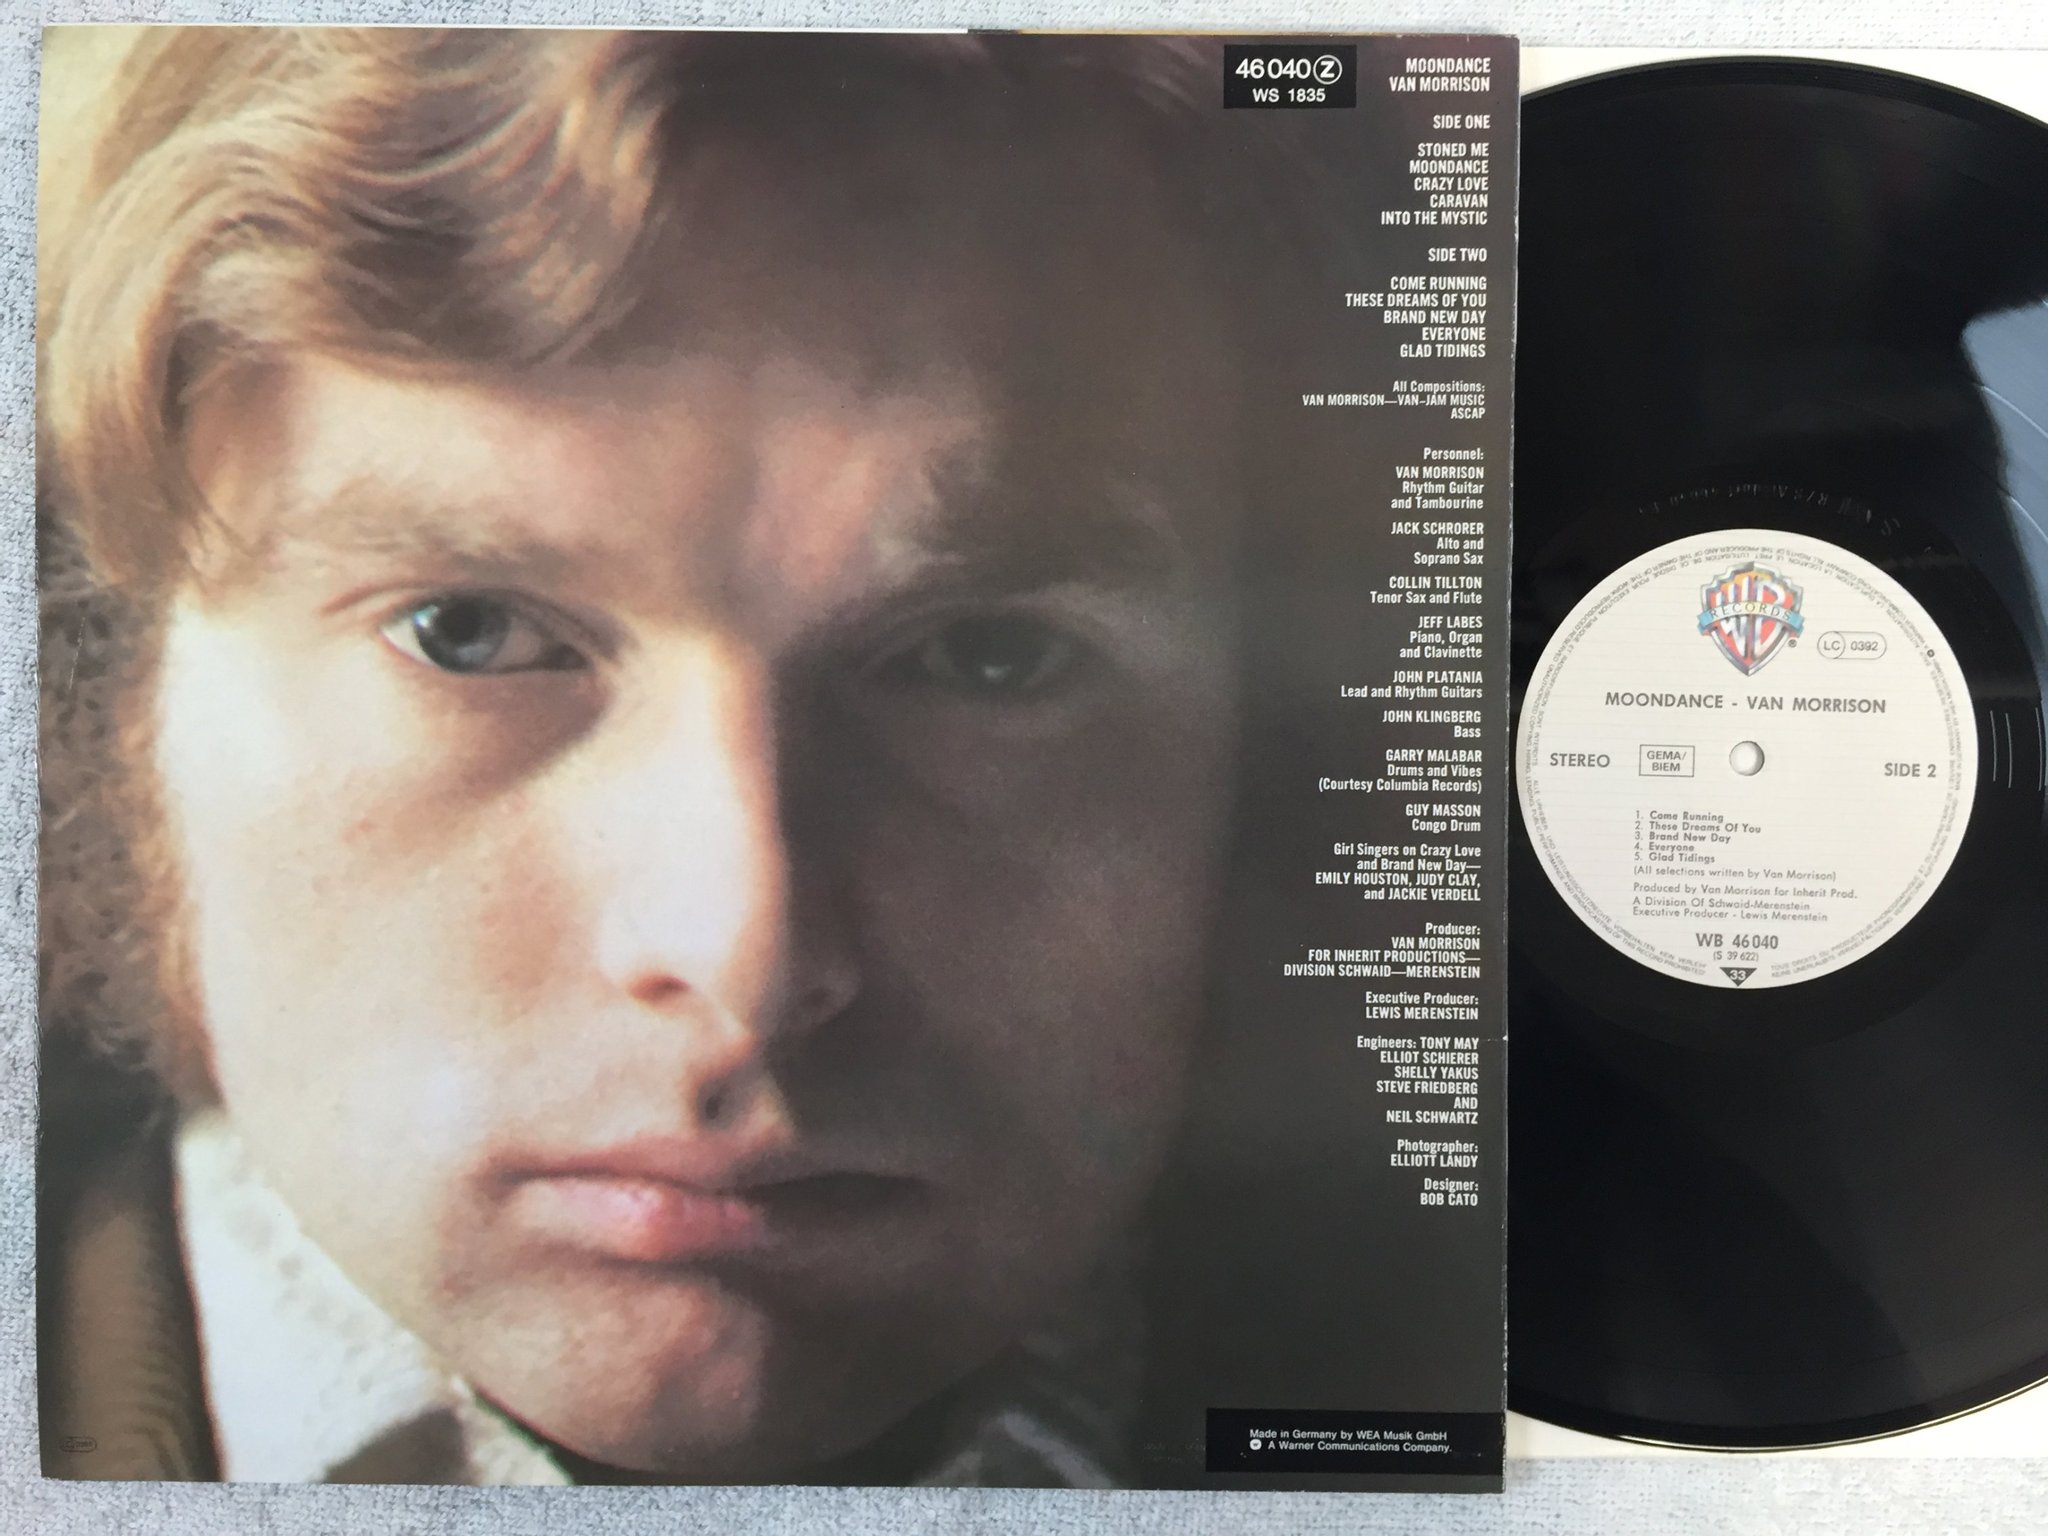 46 040 Z
WS 1835
MOONDANCE
VAN MORRISON
SIDE ONE
STONED ME
MOONDANCE
CRAZY LOVE
CARAVAN
INTO THE MYSTIC
SIDE TWO
COME RUNNING
THESE DREAMS OF YOU
BRAND NEW DAY
EVERYONE
GLAD TIDINGS
All Compositions:
VAN MORRISON—VAN-JAM MUSIC
ASCAP
Personnel:
VAN MORRISON
Rhythm Guitar
and Tambourine
JACK SCHRORER
Alto and
Soprano Sax
COLLIN TILLTON
Tenor Sax and Flute
JEFF LABES
Piano, Organ
and Clavinette
JOHN PLATANIA
Lead and Rhythm Guitars
JOHN KLINGBERG
Bass
GARRY MALABAR
Drums and Vibes
(Courtesy Columbia Records)
GUY MASSON
Congo Drum
Girl Singers on Crazy Love
and Brand New Day—
EMILY HOUSTON, JUDY CLAY,
and JACKIE VERDELL
Producer:
VAN MORRISON
FOR INHERIT PRODUCTIONS—
DIVISION SCHWAID—MERENSTEIN
Executive Producer:
LEWIS MERENSTEIN
Engineers: TONY MAY
ELLIOT SCHIERER
SHELLY YAKUS
STEVE FRIEDBERG
AND
NEIL SCHWARTZ
Photographer:
ELLIOTT LANDY
Designer:
BOB CATO
Made in Germany by WEA Musik GmbH
A Warner Communications Company.
RECORDS
®
LC 0392
MOONDANCE - VAN MORRISON
STEREO
GEMA/
BIEM
SIDE 2
1. Come Running
2. These Dreams Of You
3. Brand New Day
4. Everyone
5. Glad Tidings
(All selections written by Van Morrison)
Produced by Van Morrison for Inherit Prod.
A Division Of Schwaid-Merenstein
Executive Producer - Lewis Merenstein
WB 46 040
(S 39 622)
33